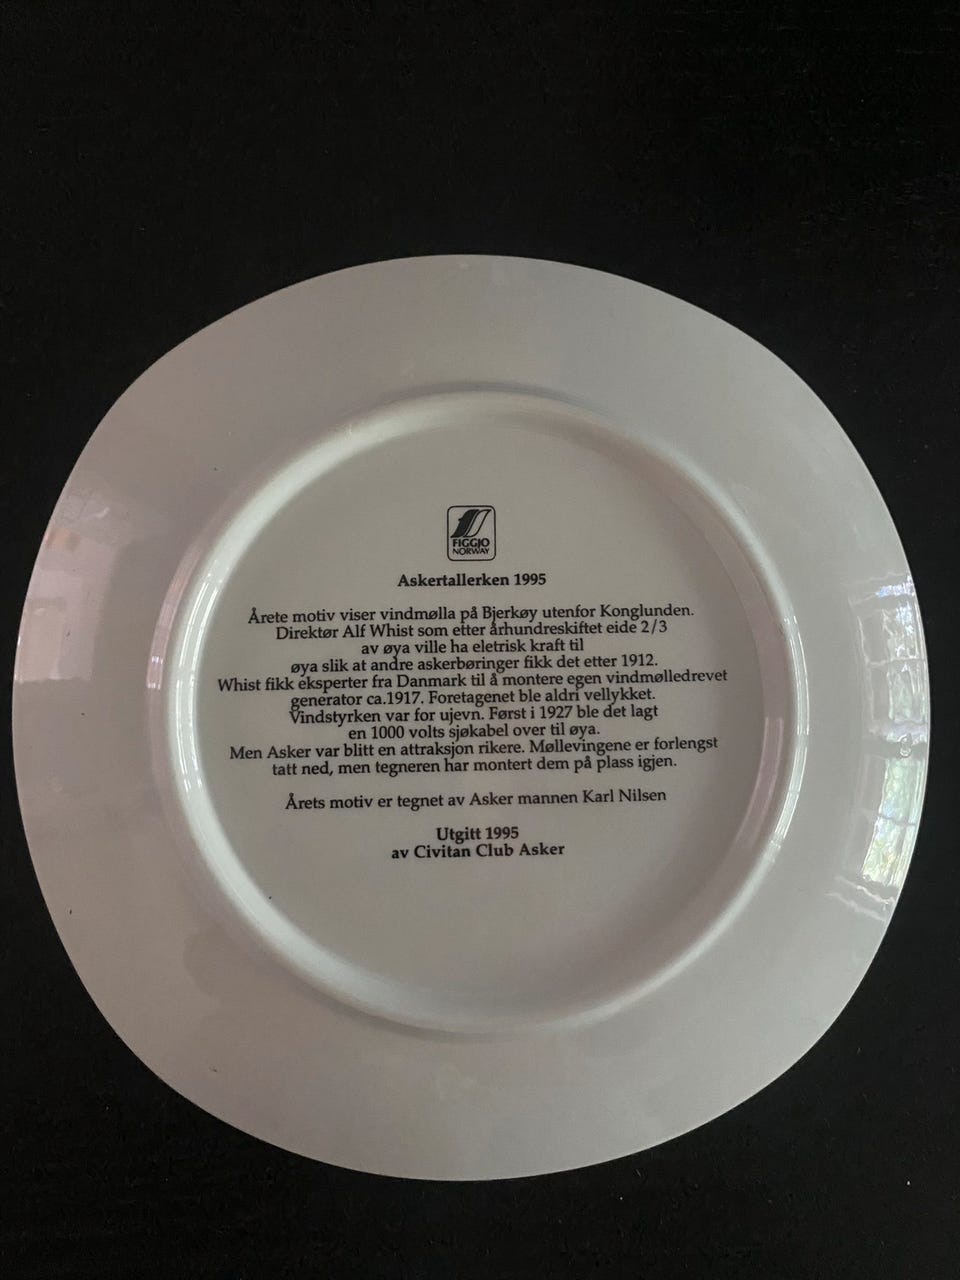 FIGGJO
NORWAY
Askertallerken 1995
Årete motiv viser vindmølla på Bjerkøy utenfor Konglunden.
Direktør Alf Whist som etter århundreskiftet eide 2/3
av øya ville ha eletrisk kraft til
øya slik at andre askerbøringer fikk det etter 1912.
Whist fikk eksperter fra Danmark til å montere egen vindmølledrevet
generator ca.1917. Foretagenet ble aldri vellykket.
Vindstyrken var for ujevn. Først i 1927 ble det lagt
en 1000 volts sjøkabel over til øya.
Men Asker var blitt en attraksjon rikere. Møllevingene er forlengst
tatt ned, men tegneren har montert dem på plass igjen.
Årets motiv er tegnet av Asker mannen Karl Nilsen
Utgitt 1995
av Civitan Club Asker